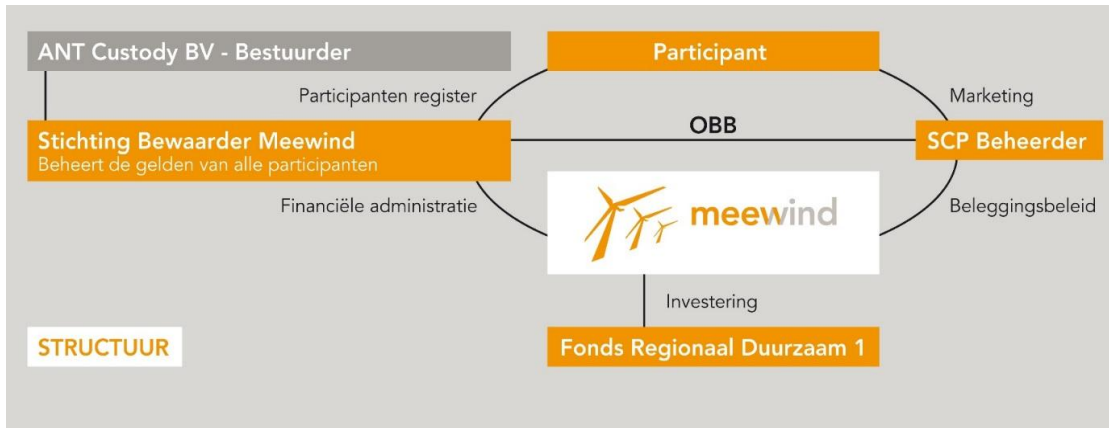 ANT Custody BV - Bestuurder
Participant
Participanten register
Marketing
OBB
Stichting Bewaarder Meewind
Beheert de gelden van alle participanten
SCP Beheerder
Financiële administratie
meewind
Beleggingsbeleid
Investering
STRUCTUUR
Fonds Regionaal Duurzaam 1